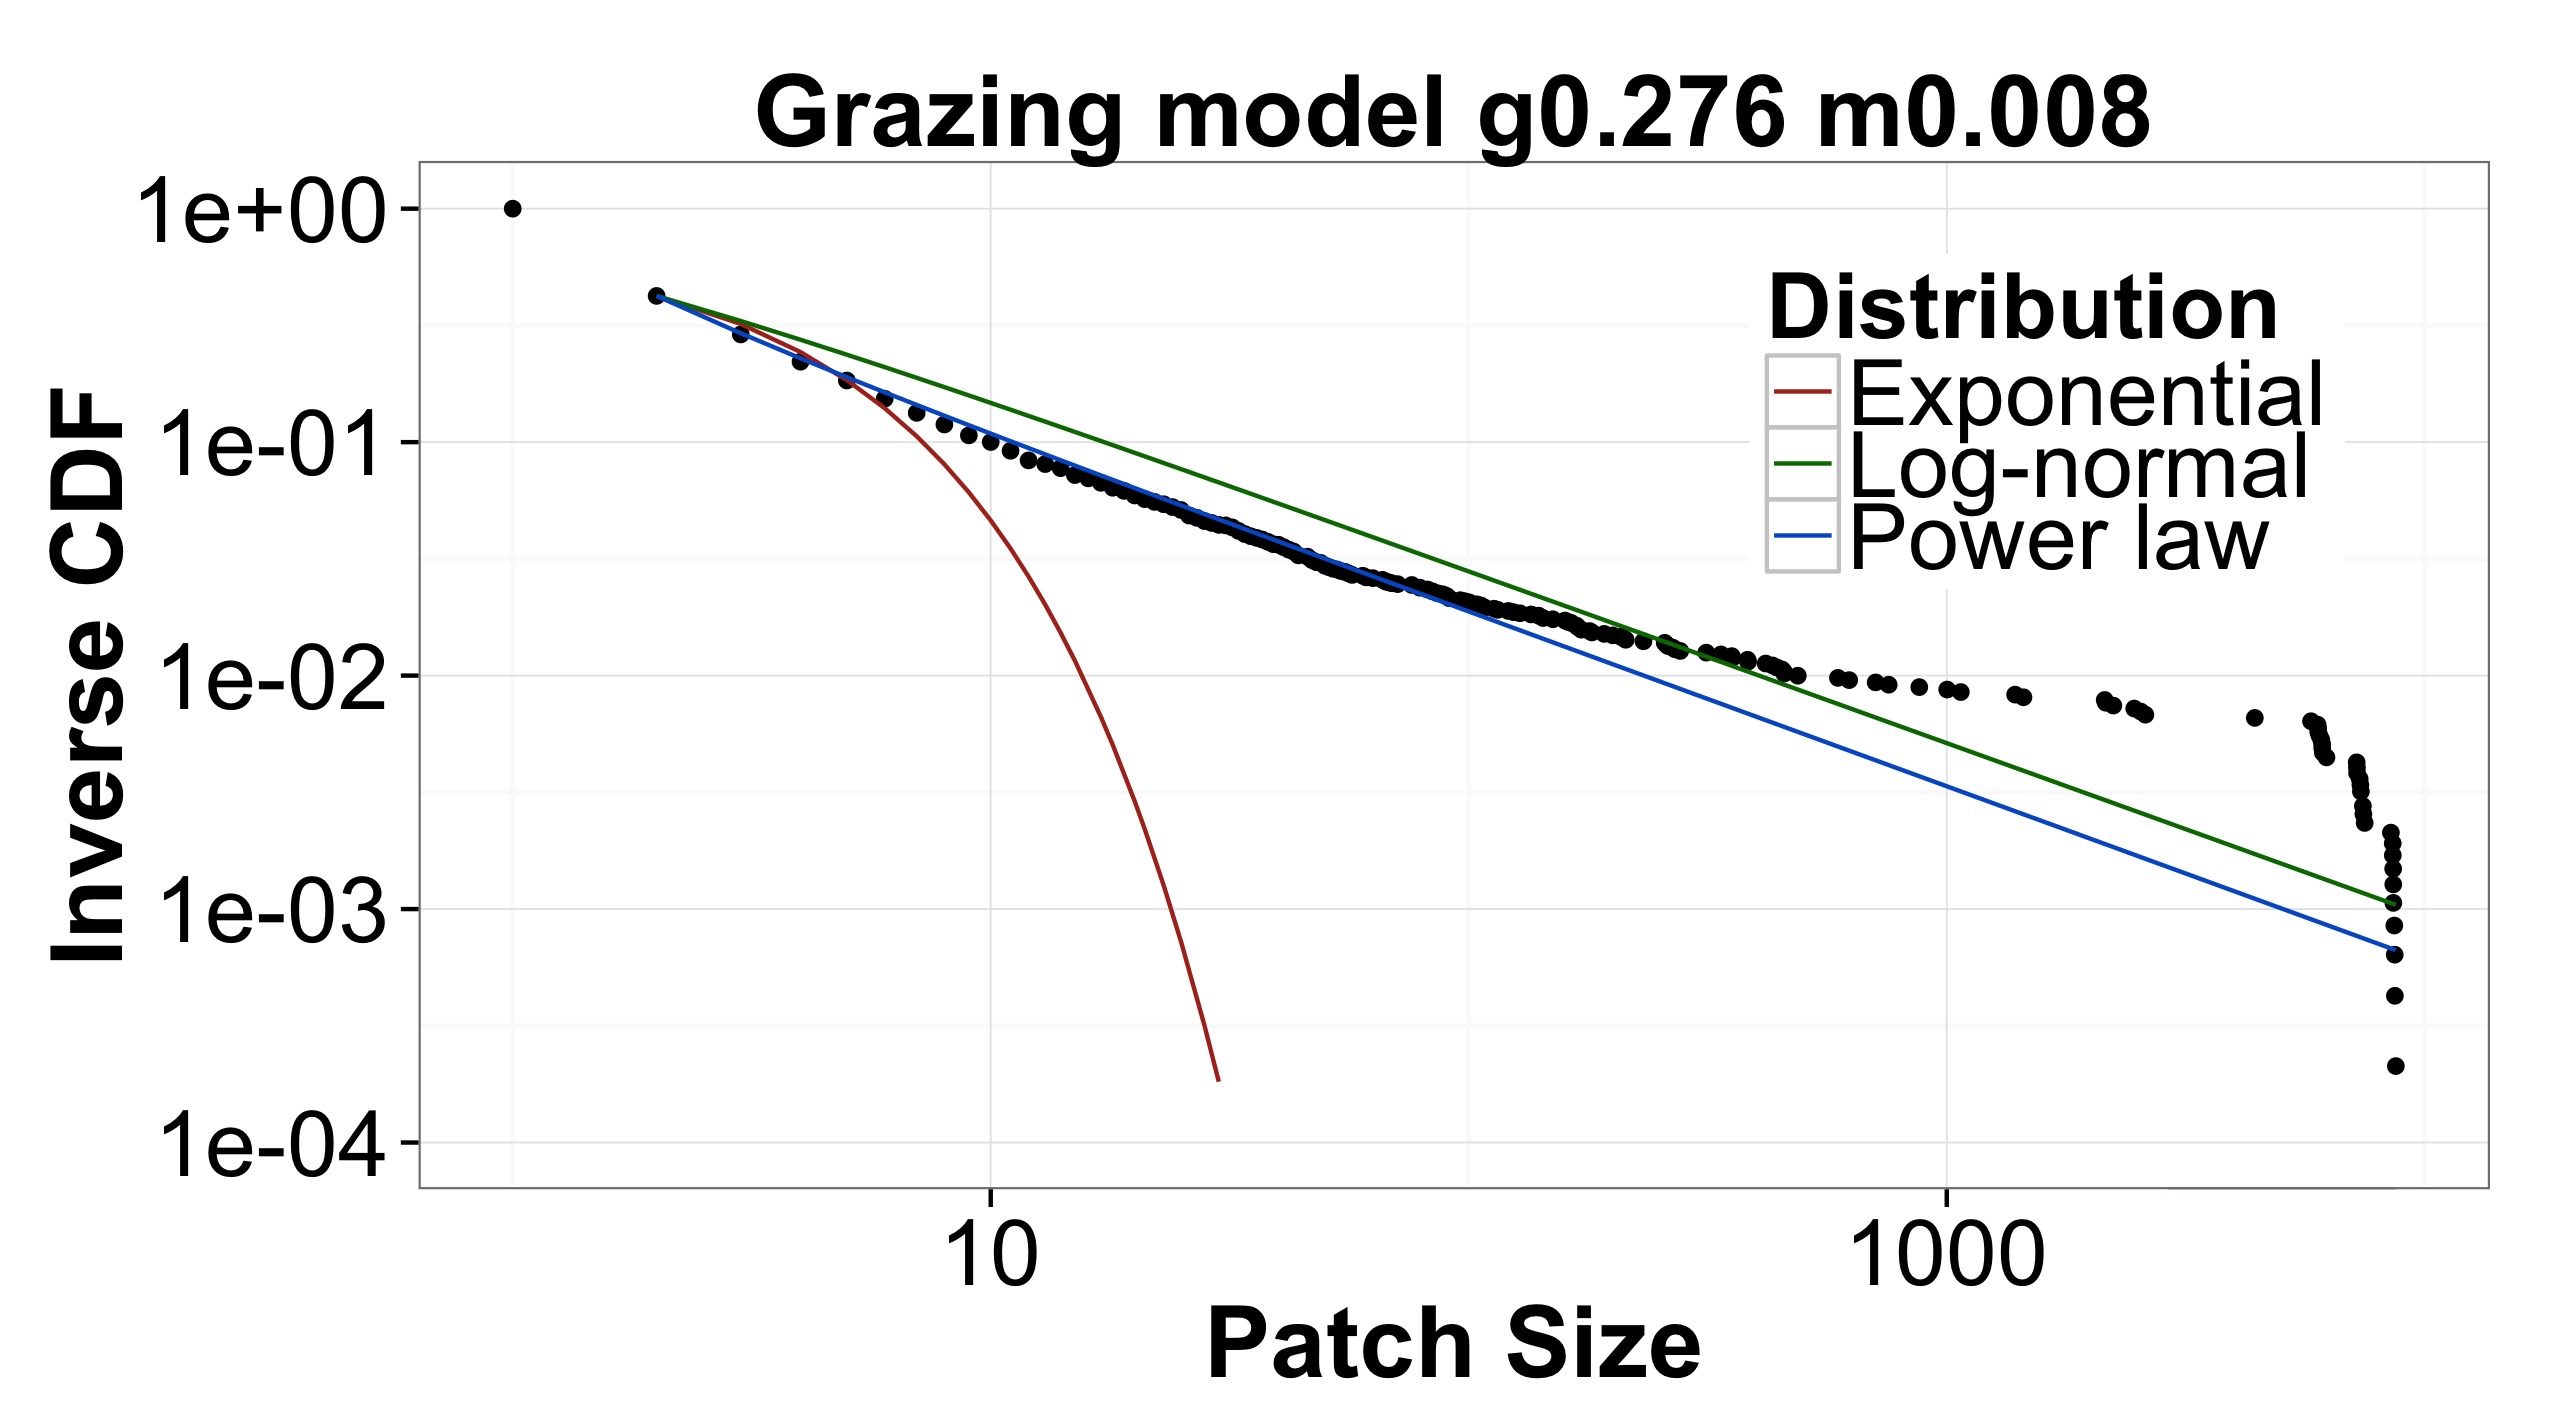 Grazing model g0.276 m0.008
Inverse CDF
1e+00
1e-01
1e-02
1e-03
1e-04
Distribution
Exponential
Log-normal
Power law
10
1000
Patch Size